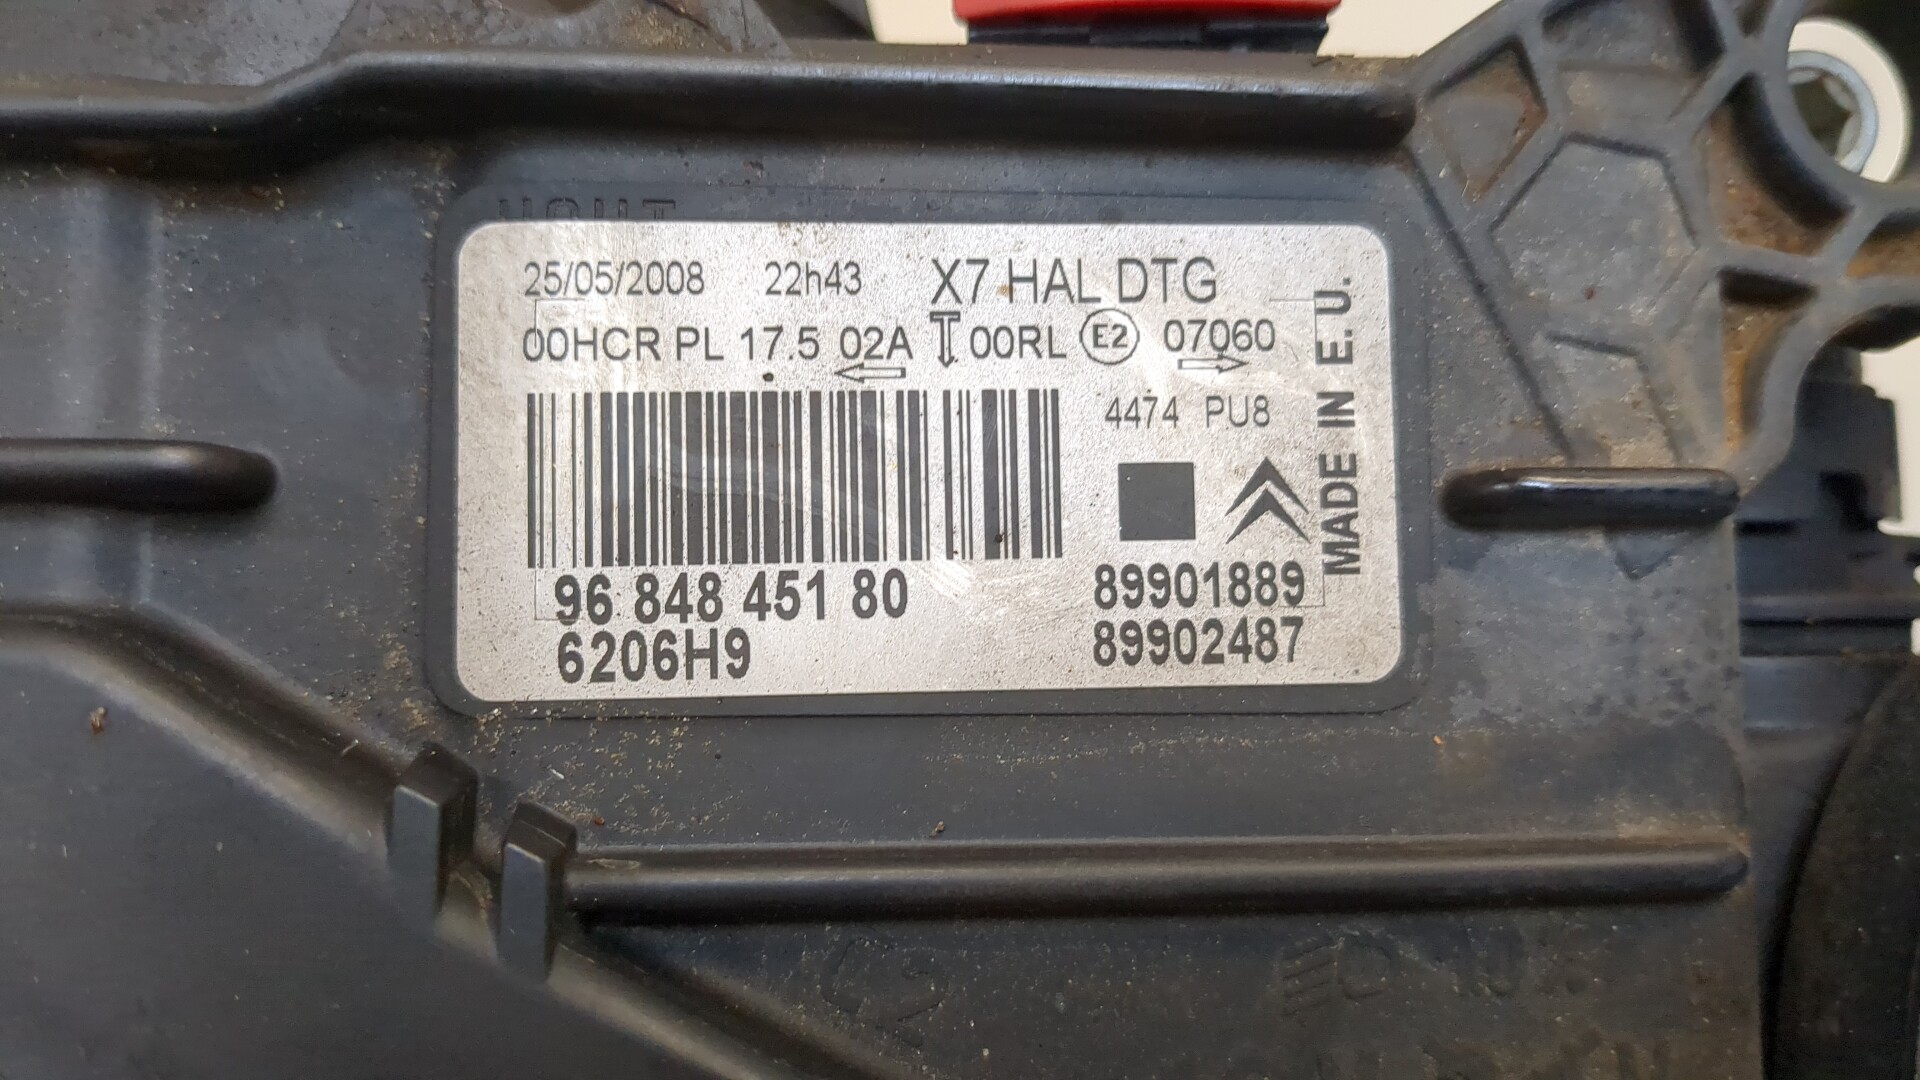 25/05/2008 22h43 X7 HAL DTG
00HCR PL 17.5 02A 00RL E2 07060
4474 PU8
MADE IN E.U.
96 848 451 80 89901889
6206H9 89902487